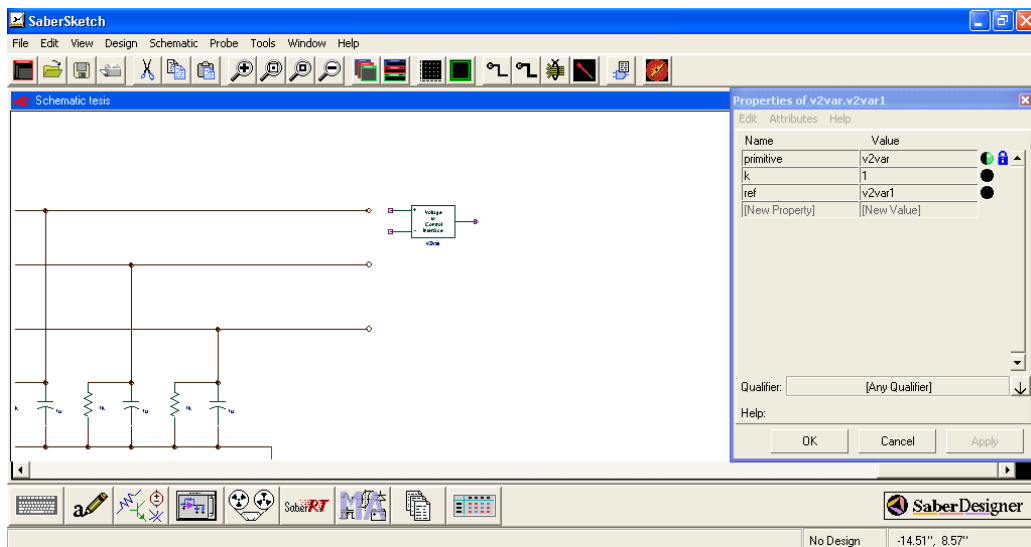 SaberSketch
File Edit View Design Schematic Probe Tools Window Help
Schematic tesis
Properties of v2var.v2var1
Edit Attributes Help
Name Value
primitive v2var
k 1
ref v2var1
[New Property] [New Value]
Voltage
to
Control
Interface
v2var
Qualifier: [Any Qualifier]
Help:
OK Cancel Apply
a
SaberRT
SaberDesigner
No Design -14.51", 8.57"